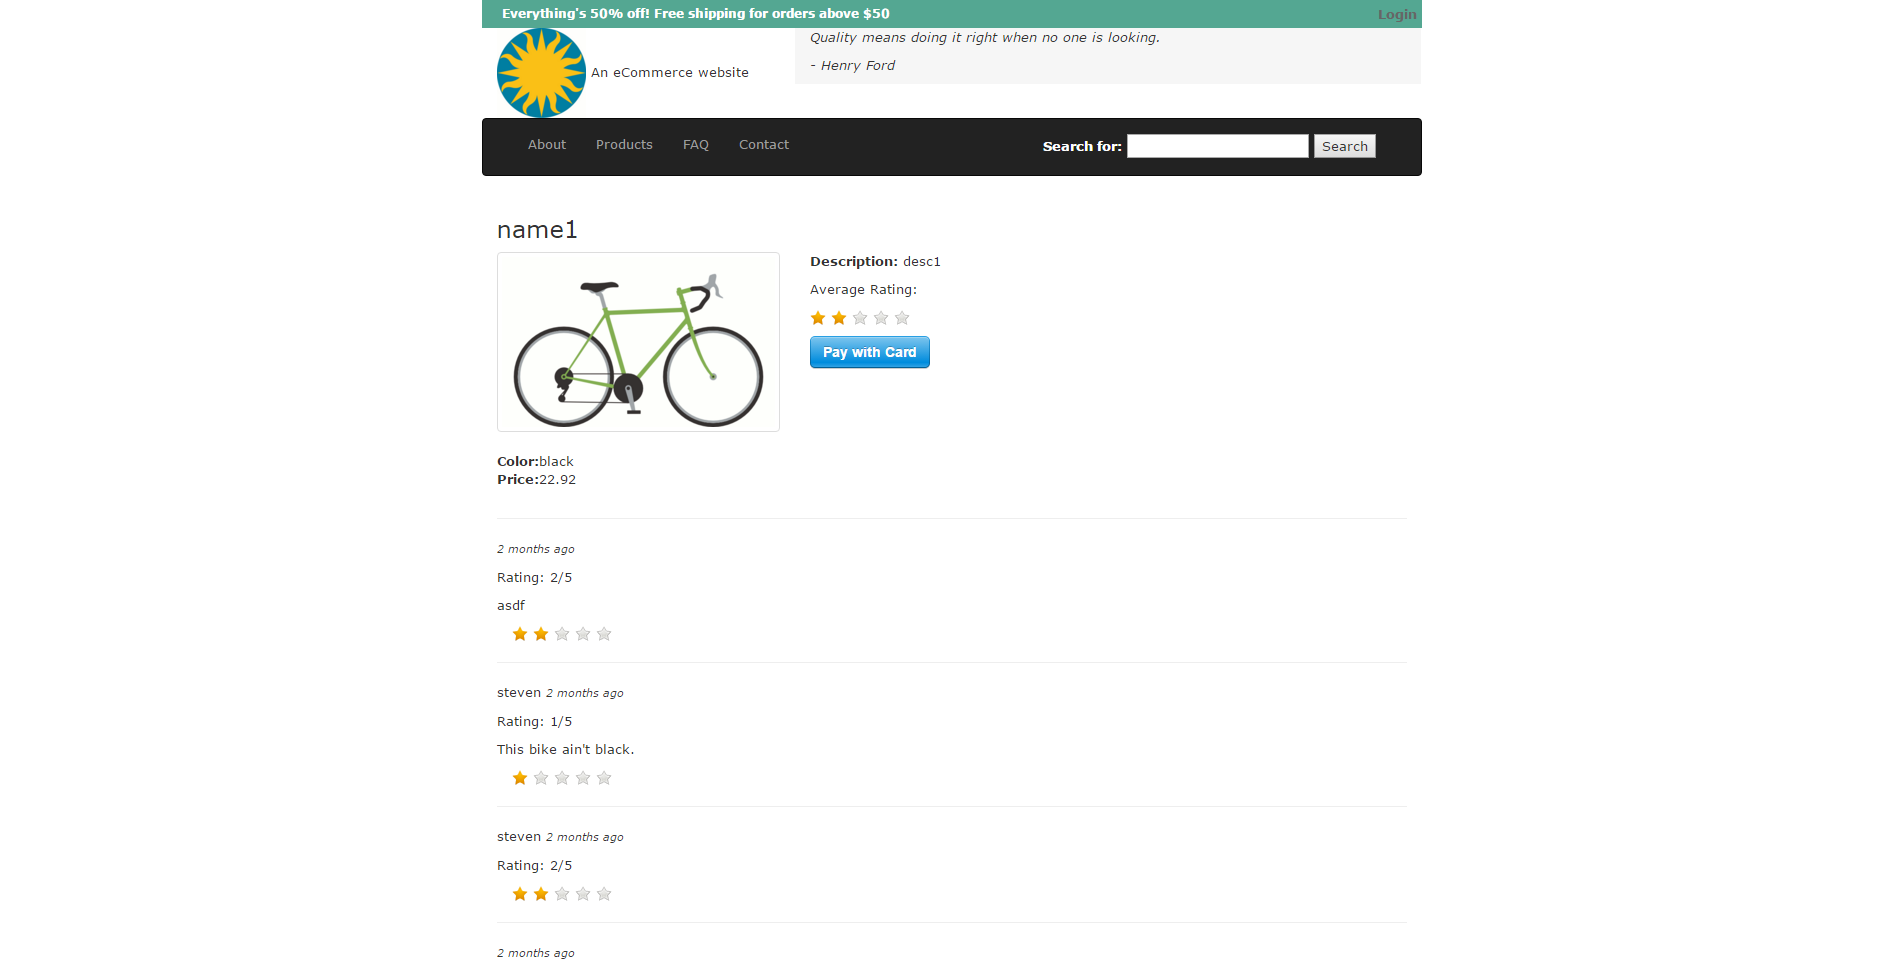 Everything's 50% off! Free shipping for orders above $50
Login
Quality means doing it right when no one is looking.
- Henry Ford
An eCommerce website
About
Products
FAQ
Contact
Search for:
Search
name1
Description: desc1
Average Rating:
Pay with Card
Color:black
Price:22.92
2 months ago
Rating: 2/5
asdf
steven 2 months ago
Rating: 1/5
This bike ain't black.
steven 2 months ago
Rating: 2/5
2 months ago